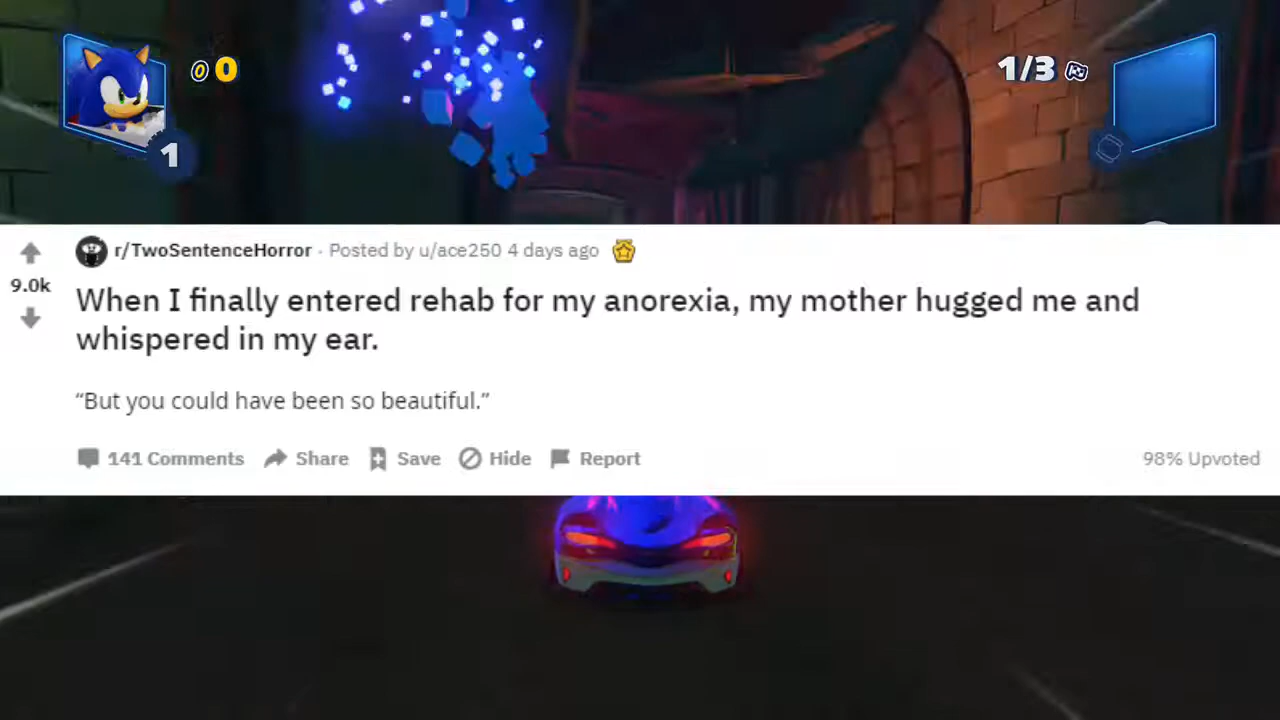 0 0
1/3
1
r/TwoSentenceHorror · Posted by u/ace250 4 days ago
9.0k
When I finally entered rehab for my anorexia, my mother hugged me and
whispered in my ear.
“But you could have been so beautiful.”
141 Comments Share Save Hide Report 98% Upvoted